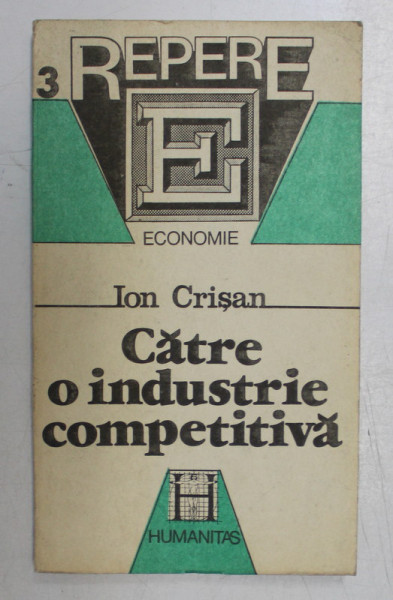 3 REPERE
E
ECONOMIE
Ion Crișan
Către
o industrie
competitivă
H
HUMANITAS